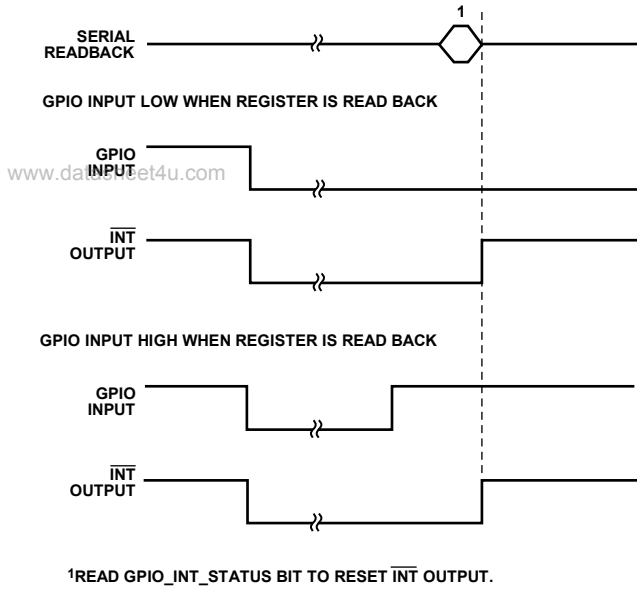 1
SERIAL
READBACK
GPIO INPUT LOW WHEN REGISTER IS READ BACK
GPIO
INPUT
www.datasheet4u.com
INT
OUTPUT
GPIO INPUT HIGH WHEN REGISTER IS READ BACK
GPIO
INPUT
INT
OUTPUT
1READ GPIO_INT_STATUS BIT TO RESET INT OUTPUT.